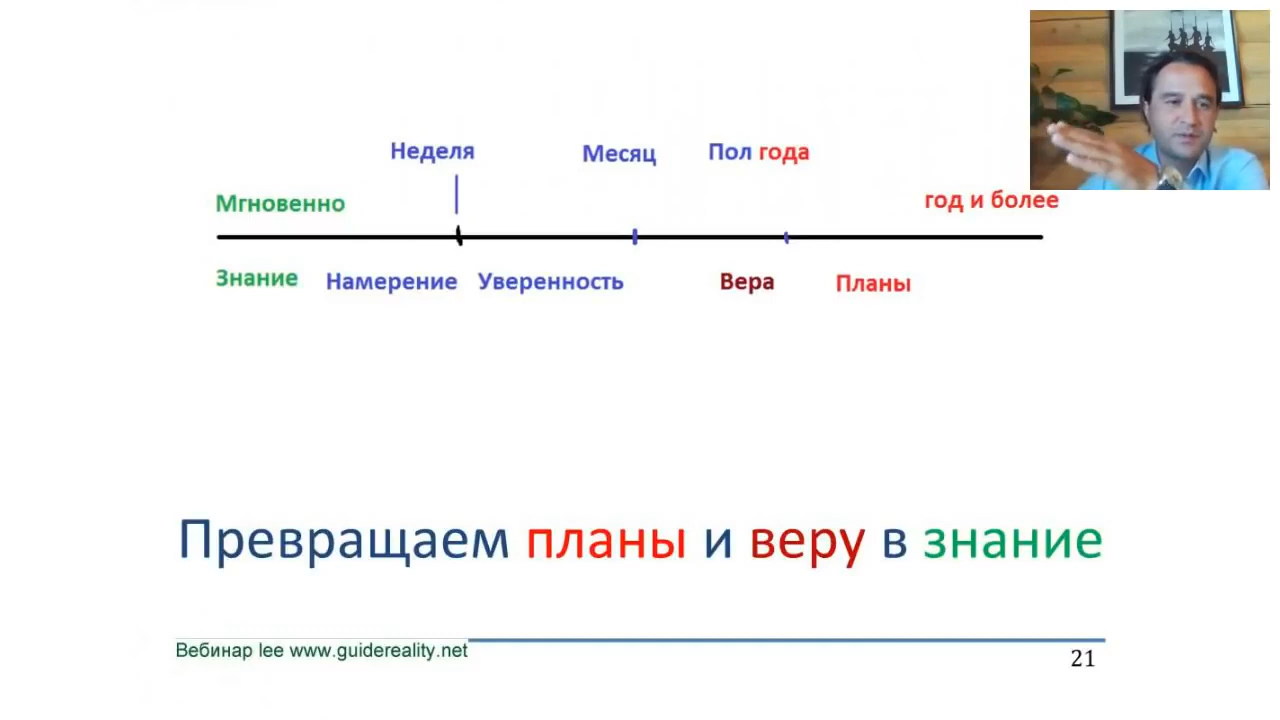 Неделя
Месяц
Пол года
Мгновенно
год и более
Знание
Намерение
Уверенность
Вера
Планы
Превращаем планы и веру в знание
Вебинар lee www.guidereality.net
21